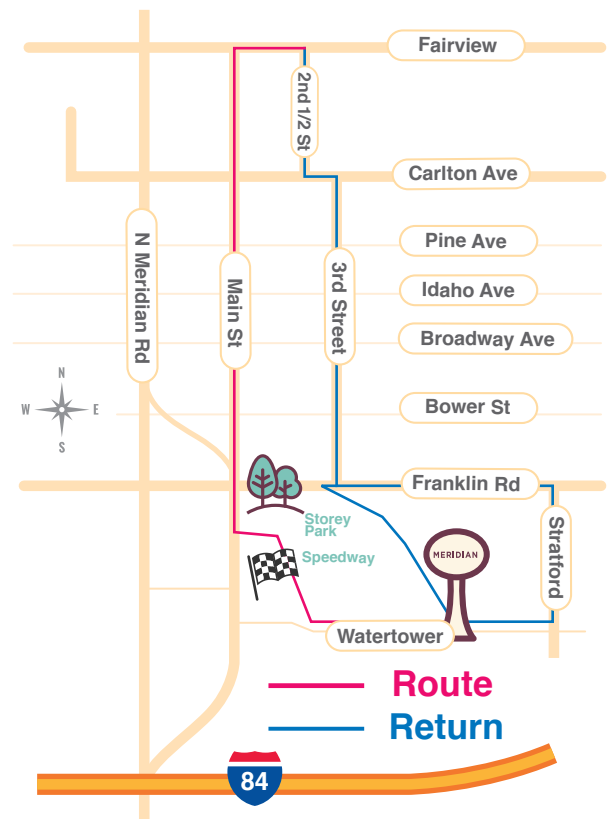 Fairview
2nd 1/2 St
Carlton Ave
N Meridian Rd
Pine Ave
Main St
3rd Street
Idaho Ave
Broadway Ave
N
W
E
S
Bower St
Franklin Rd
Storey
Park
Stratford
MERIDIAN
Speedway
Watertower
Route
Return
84